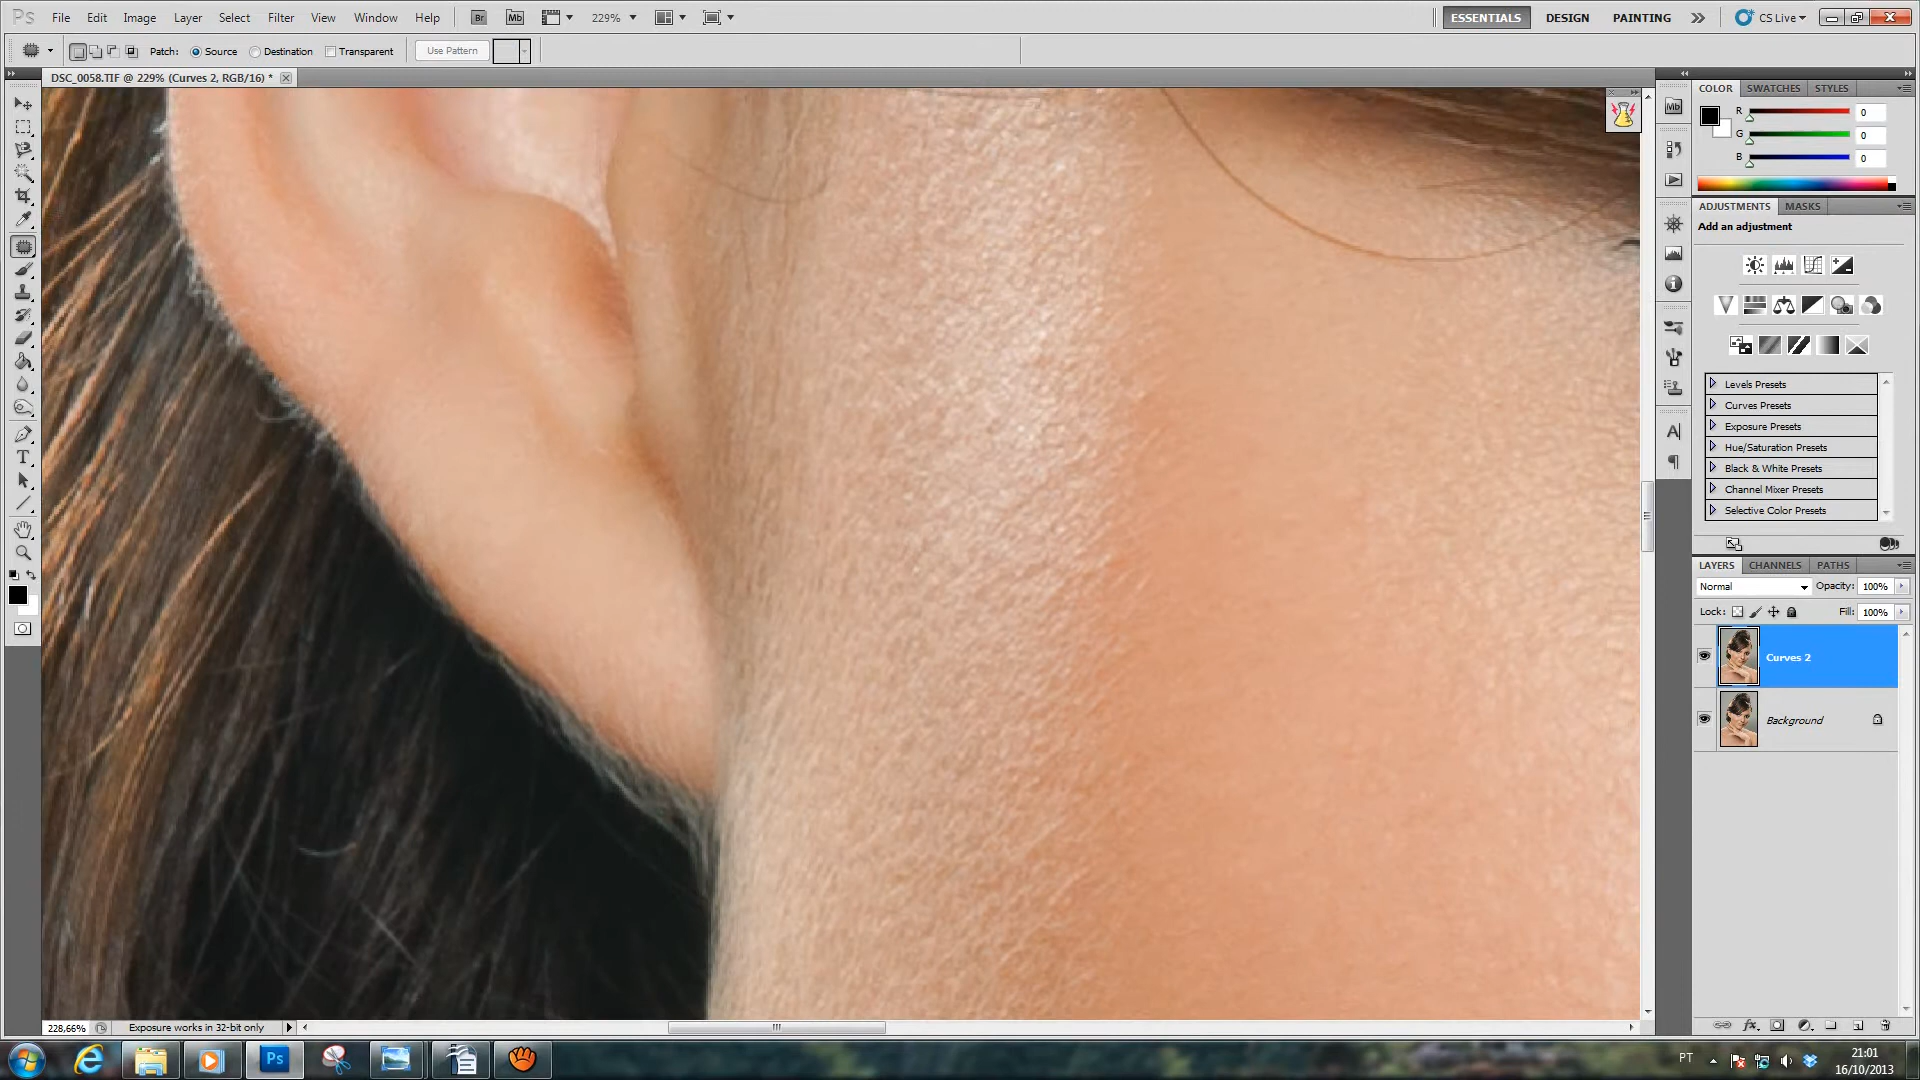 Ps File Edit Image Layer Select Filter View Window Help Br Mb 229% ESSENTIALS DESIGN PAINTING CS Live
Patch: Source Destination Transparent Use Pattern
DSC_0058.TIF @ 229% (Curves 2, RGB/16) *
COLOR SWATCHES STYLES
Mb
R 0
G 0
B 0
ADJUSTMENTS MASKS
Add an adjustment
Levels Presets
Curves Presets
Exposure Presets
Hue/Saturation Presets
Black & White Presets
Channel Mixer Presets
Selective Color Presets
LAYERS CHANNELS PATHS
Normal Opacity: 100%
Lock: Fill: 100%
Curves 2
Background
228,66% Exposure works in 32-bit only
Ps PT 21:01
16/10/2013